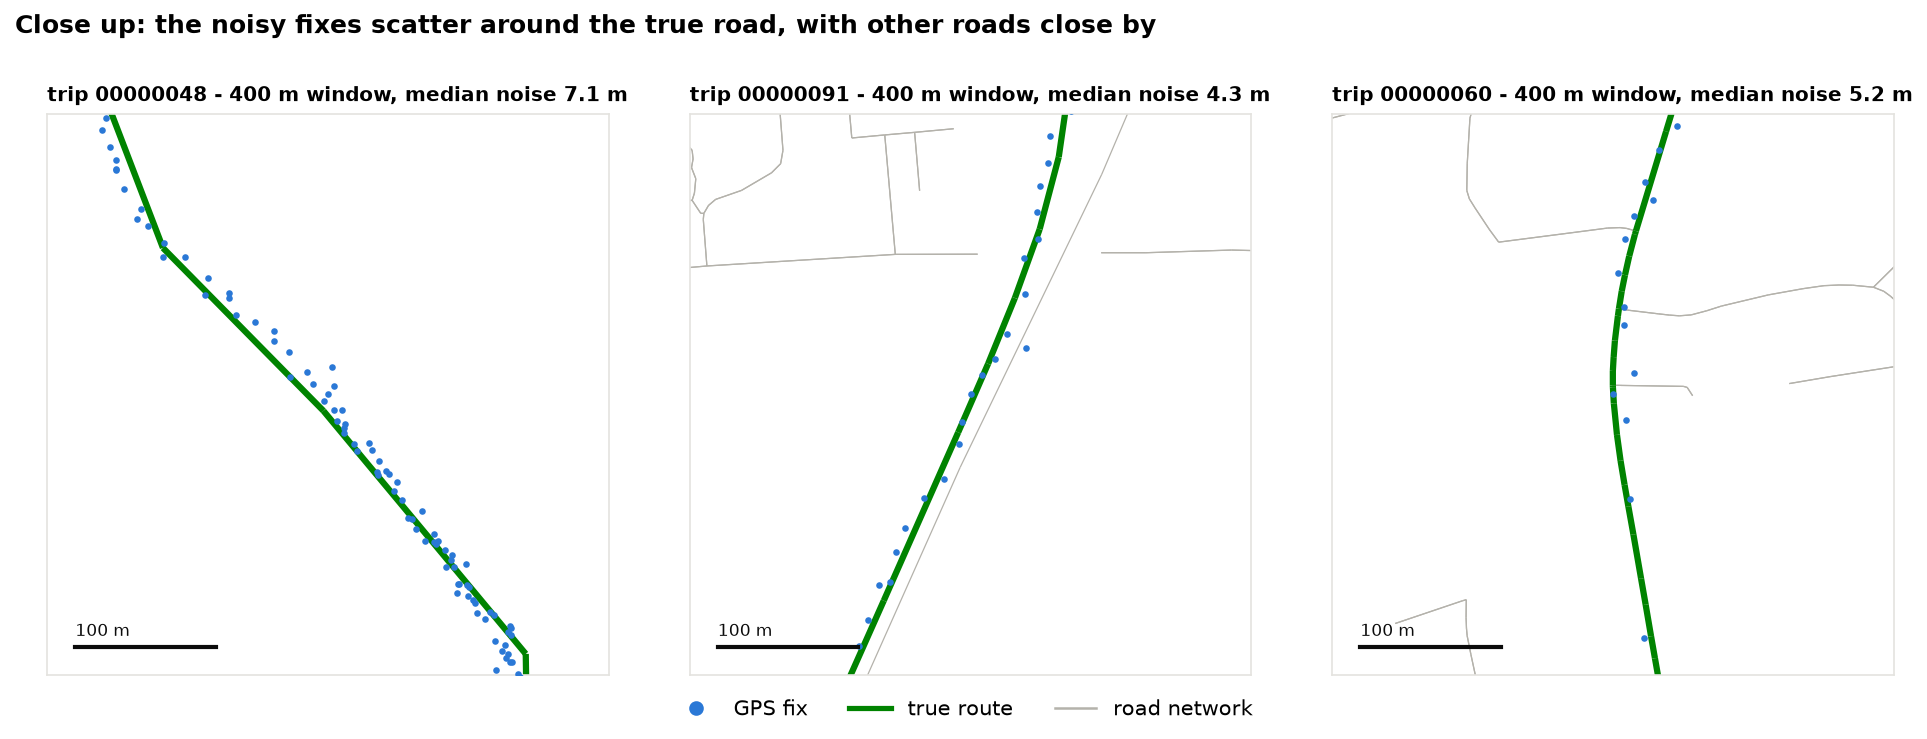 Close up: the noisy fixes scatter around the true road, with other roads close by
trip 00000048 - 400 m window, median noise 7.1 m
trip 00000091 - 400 m window, median noise 4.3 m
trip 00000060 - 400 m window, median noise 5.2 m
100 m
100 m
100 m
GPS fix
true route
road network